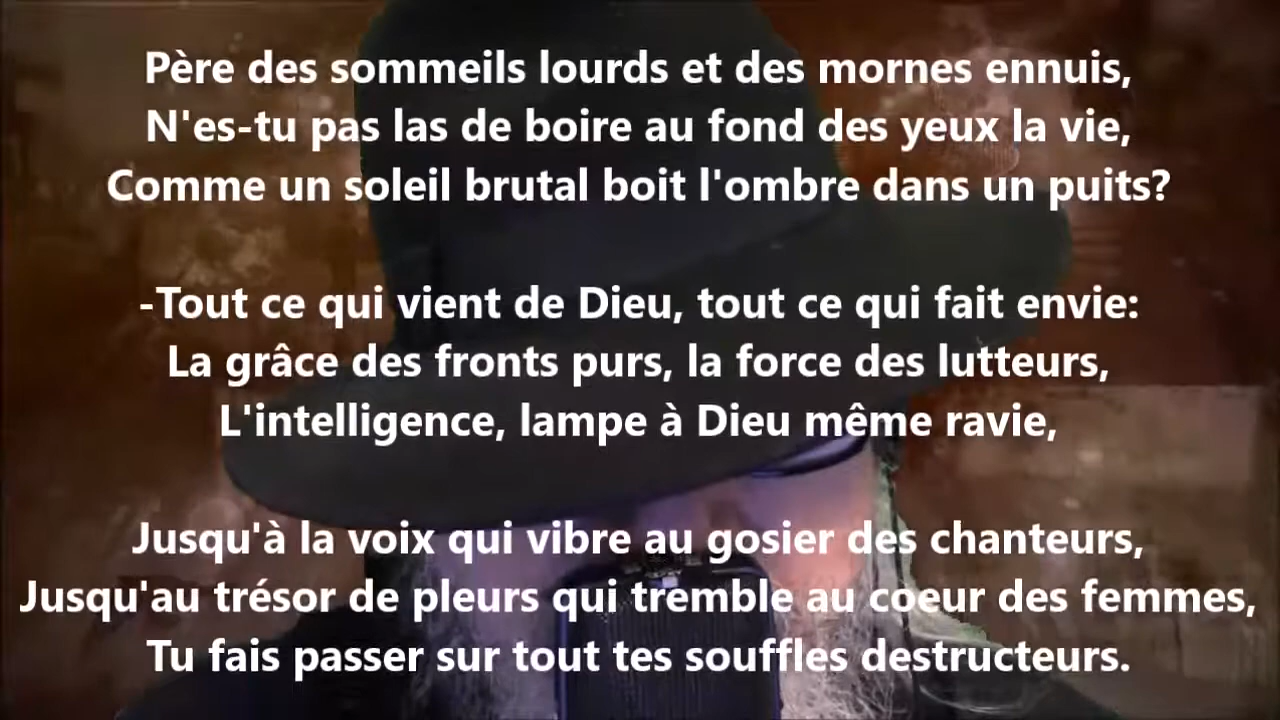 Père des sommeils lourds et des mornes ennuis,
N'es-tu pas las de boire au fond des yeux la vie,
Comme un soleil brutal boit l'ombre dans un puits?
-Tout ce qui vient de Dieu, tout ce qui fait envie:
La grâce des fronts purs, la force des lutteurs,
L'intelligence, lampe à Dieu même ravie,
Jusqu'à la voix qui vibre au gosier des chanteurs,
Jusqu'au trésor de pleurs qui tremble au coeur des femmes,
Tu fais passer sur tout tes souffles destructeurs.